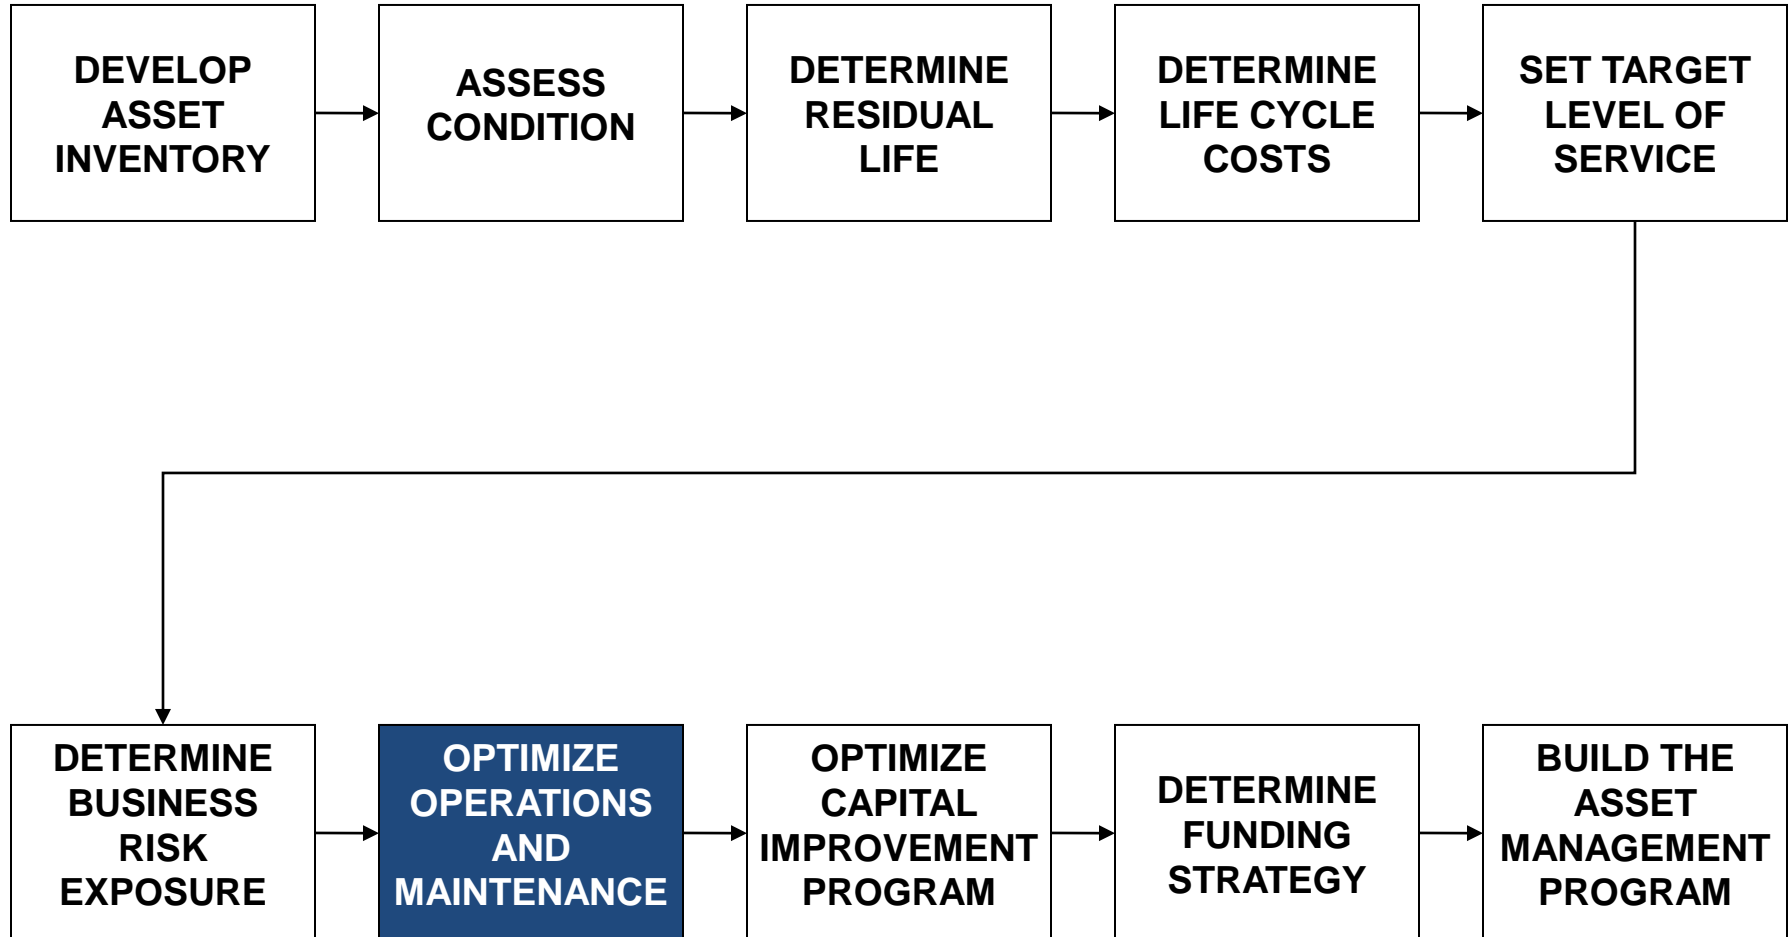 DEVELOP
ASSET
INVENTORY
ASSESS
CONDITION
DETERMINE
RESIDUAL
LIFE
DETERMINE
LIFE CYCLE
COSTS
SET TARGET
LEVEL OF
SERVICE
DETERMINE
BUSINESS
RISK
EXPOSURE
OPTIMIZE
OPERATIONS
AND
MAINTENANCE
OPTIMIZE
CAPITAL
IMPROVEMENT
PROGRAM
DETERMINE
FUNDING
STRATEGY
BUILD THE
ASSET
MANAGEMENT
PROGRAM